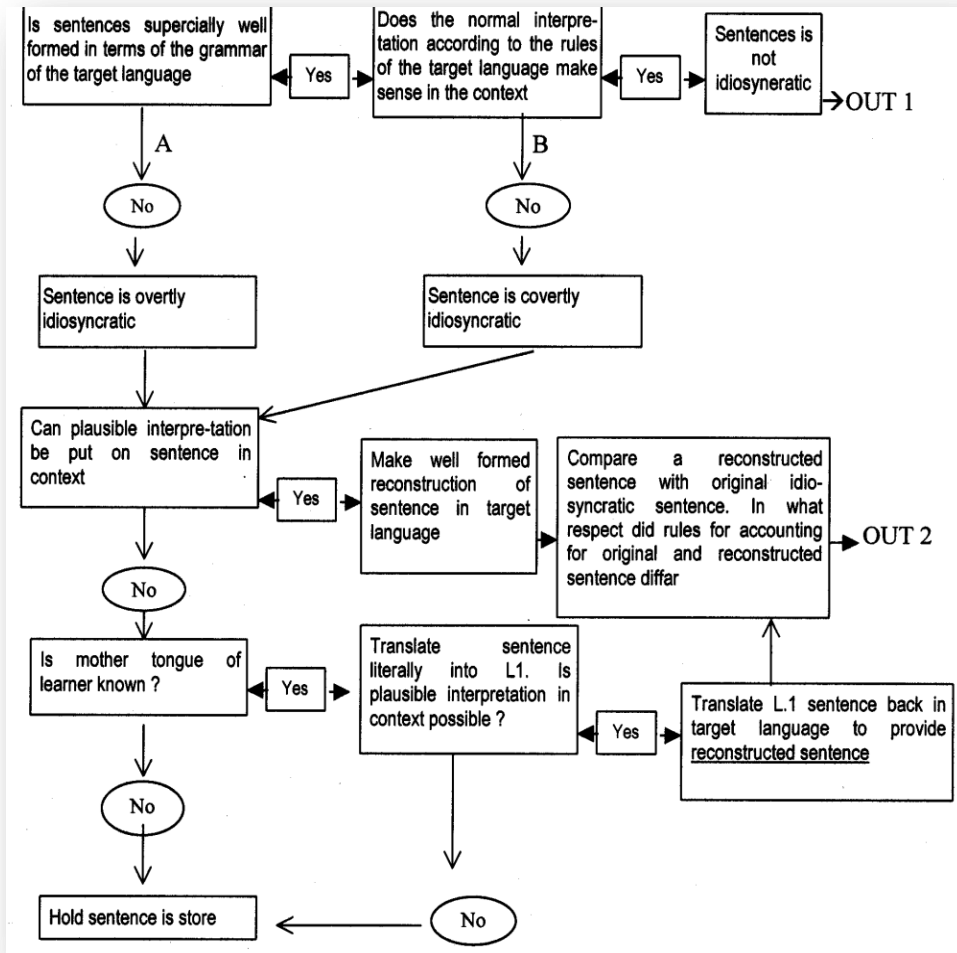 Is sentences supercially well
formed in terms of the grammar
of the target language
Yes
Does the normal interpre-
tation according to the rules
of the target language make
sense in the context
Yes
Sentences is
not
idiosyneratic
OUT 1
A
B
No
No
Sentence is overtly
idiosyncratic
Sentence is covertly
idiosyncratic
Can plausible interpre-tation
be put on sentence in
context
Yes
Make well formed
reconstruction of
sentence in target
language
Compare a reconstructed
sentence with original idio-
syncratic sentence. In what
respect did rules for accounting
for original and reconstructed
sentence diffar
OUT 2
No
Is mother tongue of
learner known ?
Yes
Translate sentence
literally into L1. Is
plausible interpretation in
context possible ?
Yes
Translate L.1 sentence back in
target language to provide
reconstructed sentence
No
Hold sentence is store
No